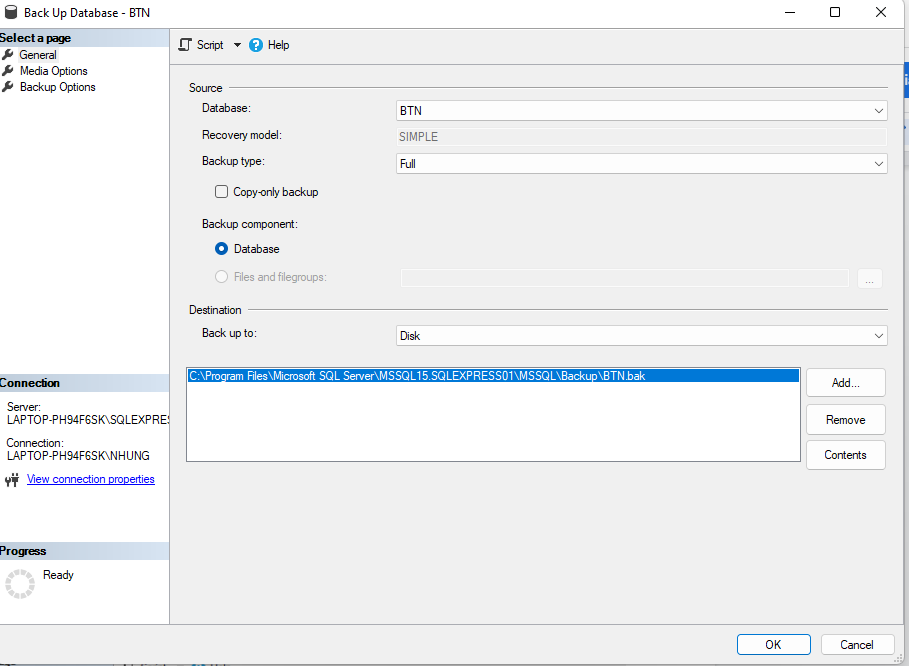 Back Up Database - BTN
Select a page
General
Media Options
Backup Options
Script
Help
Source
Database:
BTN
Recovery model:
SIMPLE
Backup type:
Full
Copy-only backup
Backup component:
Database
Files and filegroups:
...
Destination
Back up to:
Disk
C:\Program Files\Microsoft SQL Server\MSSQL15.SQLEXPRESS01\MSSQL\Backup\BTN.bak
Add...
Remove
Contents
Connection
Server:
LAPTOP-PH94F6SK\SQLEXPRES
Connection:
LAPTOP-PH94F6SK\NHUNG
View connection properties
Progress
Ready
OK
Cancel